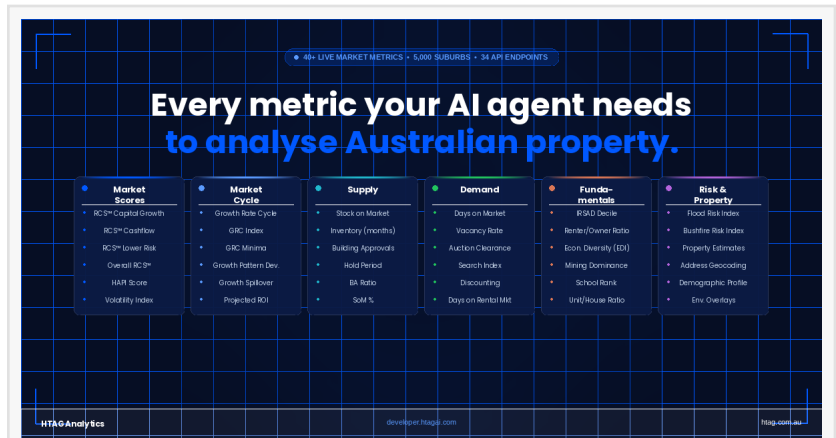 40+ LIVE MARKET METRICS • 5,000 SUBURBS • 34 API ENDPOINTS
Every metric your AI agent needs
to analyse Australian property.
Market
Scores
RCS™ Capital Growth
RCS™ Cashflow
RCS™ Lower Risk
Overall RCS™
HAPI Score
Volatility Index
Market
Cycle
Growth Rate Cycle
GRC Index
GRC Minima
Growth Pattern Dev.
Growth Spillover
Projected ROI
Supply
Stock on Market
Inventory (months)
Building Approvals
Hold Period
BA Ratio
SoM %
Demand
Days on Market
Vacancy Rate
Auction Clearance
Search Index
Discounting
Days on Rental Mkt
Funda-
mentals
IRSAD Decile
Renter/Owner Ratio
Econ. Diversity (EDI)
Mining Dominance
School Rank
Unit/House Ratio
Risk &
Property
Flood Risk Index
Bushfire Risk Index
Property Estimates
Address Geocoding
Demographic Profile
Env. Overlays
HTAGAnalytics
developer.htagai.com
htag.com.au